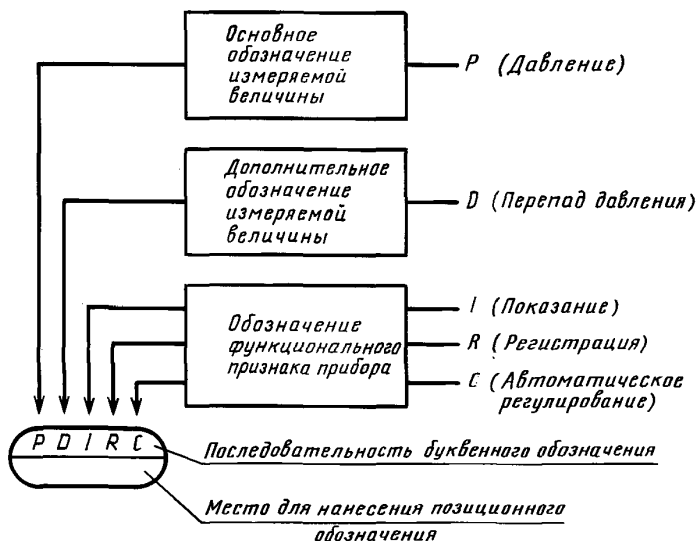 Основное
обозначение
измеряемой
величины
P (Давление)
Дополнительное
обозначение
измеряемой
величины
D (Перепад давления)
Обозначение
функционального
признака прибора
I (Показание)
R (Регистрация)
C (Автоматическое
регулирование)
P D I R C
Последовательность буквенного обозначения
Место для нанесения позиционного
обозначения